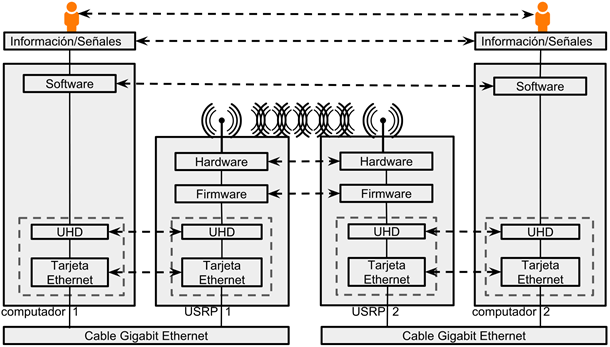 Información/Señales
Información/Señales
Software
Software
Hardware
Hardware
Firmware
Firmware
UHD
UHD
UHD
UHD
Tarjeta
Ethernet
Tarjeta
Ethernet
Tarjeta
Ethernet
Tarjeta
Ethernet
computador 1
USRP 1
USRP 2
computador 2
Cable Gigabit Ethernet
Cable Gigabit Ethernet